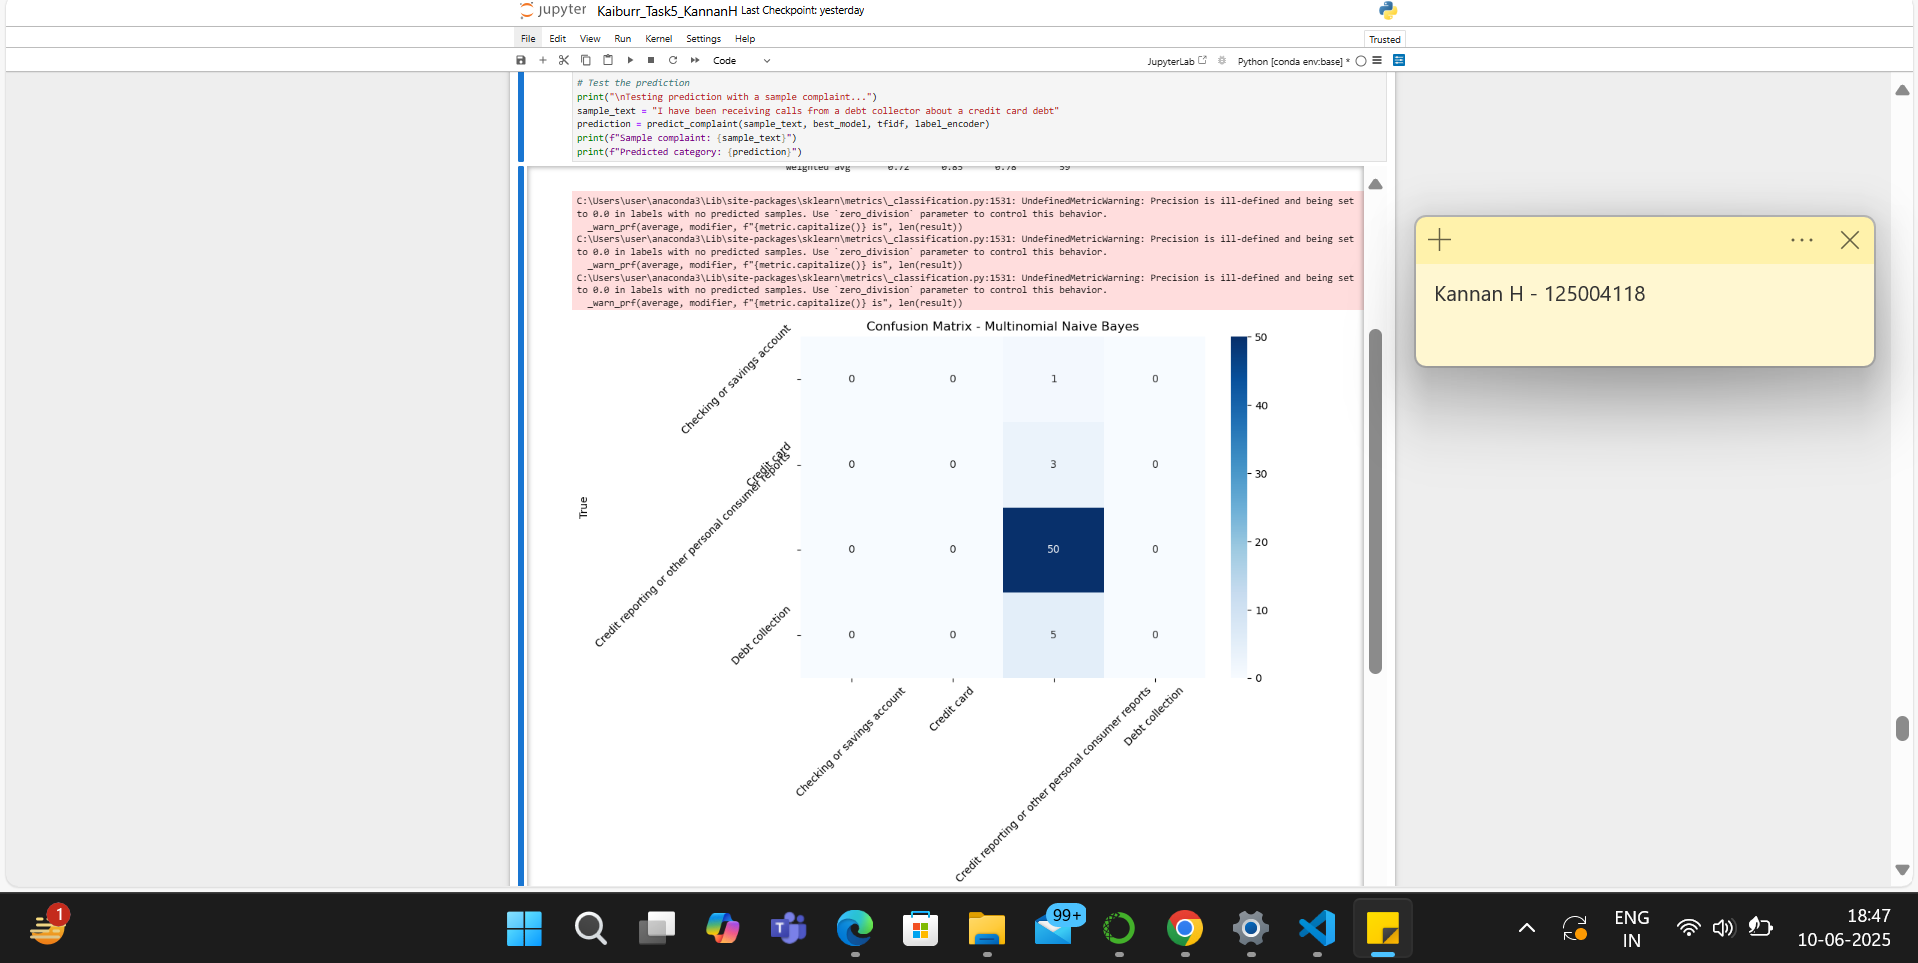 jupyter Kaiburr_Task5_KannanH Last Checkpoint: yesterday
File Edit View Run Kernel Settings Help
Trusted
Code
JupyterLab
Python [conda env:base] *
# Test the prediction
print("\nTesting prediction with a sample complaint...")
sample_text = "I have been receiving calls from a debt collector about a credit card debt"
prediction = predict_complaint(sample_text, best_model, tfidf, label_encoder)
print(f"Sample complaint: {sample_text}")
print(f"Predicted category: {prediction}")
weighted avg 0.72 0.85 0.78 59
C:\Users\user\anaconda3\Lib\site-packages\sklearn\metrics\_classification.py:1531: UndefinedMetricWarning: Precision is ill-defined and being set
to 0.0 in labels with no predicted samples. Use `zero_division` parameter to control this behavior.
_warn_prf(average, modifier, f"{metric.capitalize()} is", len(result))
C:\Users\user\anaconda3\Lib\site-packages\sklearn\metrics\_classification.py:1531: UndefinedMetricWarning: Precision is ill-defined and being set
to 0.0 in labels with no predicted samples. Use `zero_division` parameter to control this behavior.
_warn_prf(average, modifier, f"{metric.capitalize()} is", len(result))
C:\Users\user\anaconda3\Lib\site-packages\sklearn\metrics\_classification.py:1531: UndefinedMetricWarning: Precision is ill-defined and being set
to 0.0 in labels with no predicted samples. Use `zero_division` parameter to control this behavior.
_warn_prf(average, modifier, f"{metric.capitalize()} is", len(result))
Confusion Matrix - Multinomial Naive Bayes
True
Checking or savings account
0 0 1 0
Credit card
0 0 3 0
Credit reporting or other personal consumer reports
0 0 50 0
Debt collection
0 0 5 0
Checking or savings account
Credit card
Credit reporting or other personal consumer reports
Debt collection
50
40
30
20
10
0
Kannan H - 125004118
1
99+
ENG
IN
18:47
10-06-2025